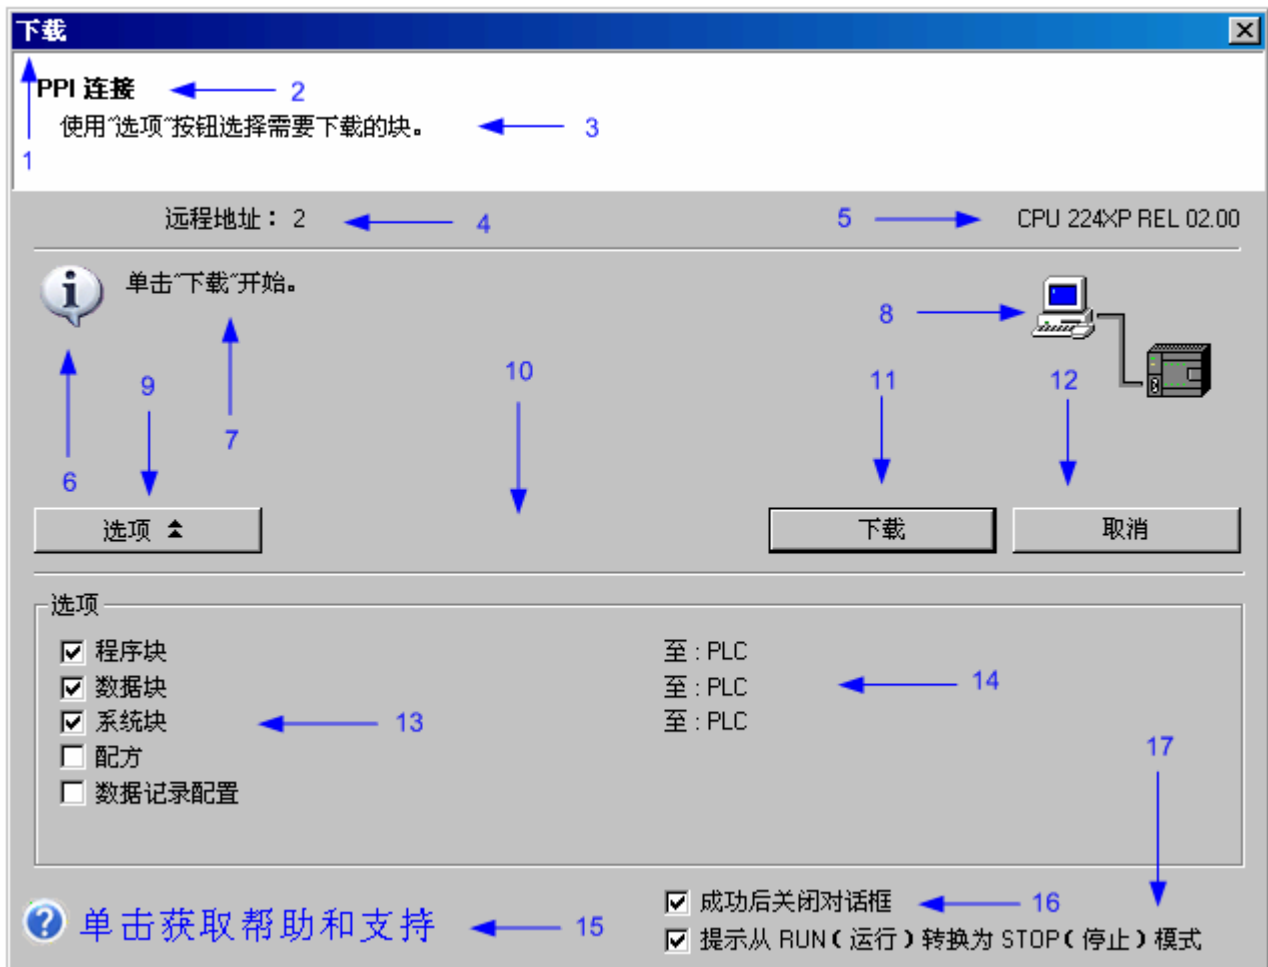 下载
PPI 连接 2
使用“选项”按钮选择需要下载的块。 3
1
远程地址： 2 4 5 CPU 224XP REL 02.00
单击“下载”开始。
8
9 10 11 12
7
6
选项 下载 取消
选项
程序块 至 : PLC
数据块 至 : PLC 14
系统块 13 至 : PLC
配方 17
数据记录配置
成功后关闭对话框 16
单击获取帮助和支持 15
提示从 RUN（运行）转换为 STOP（停止）模式